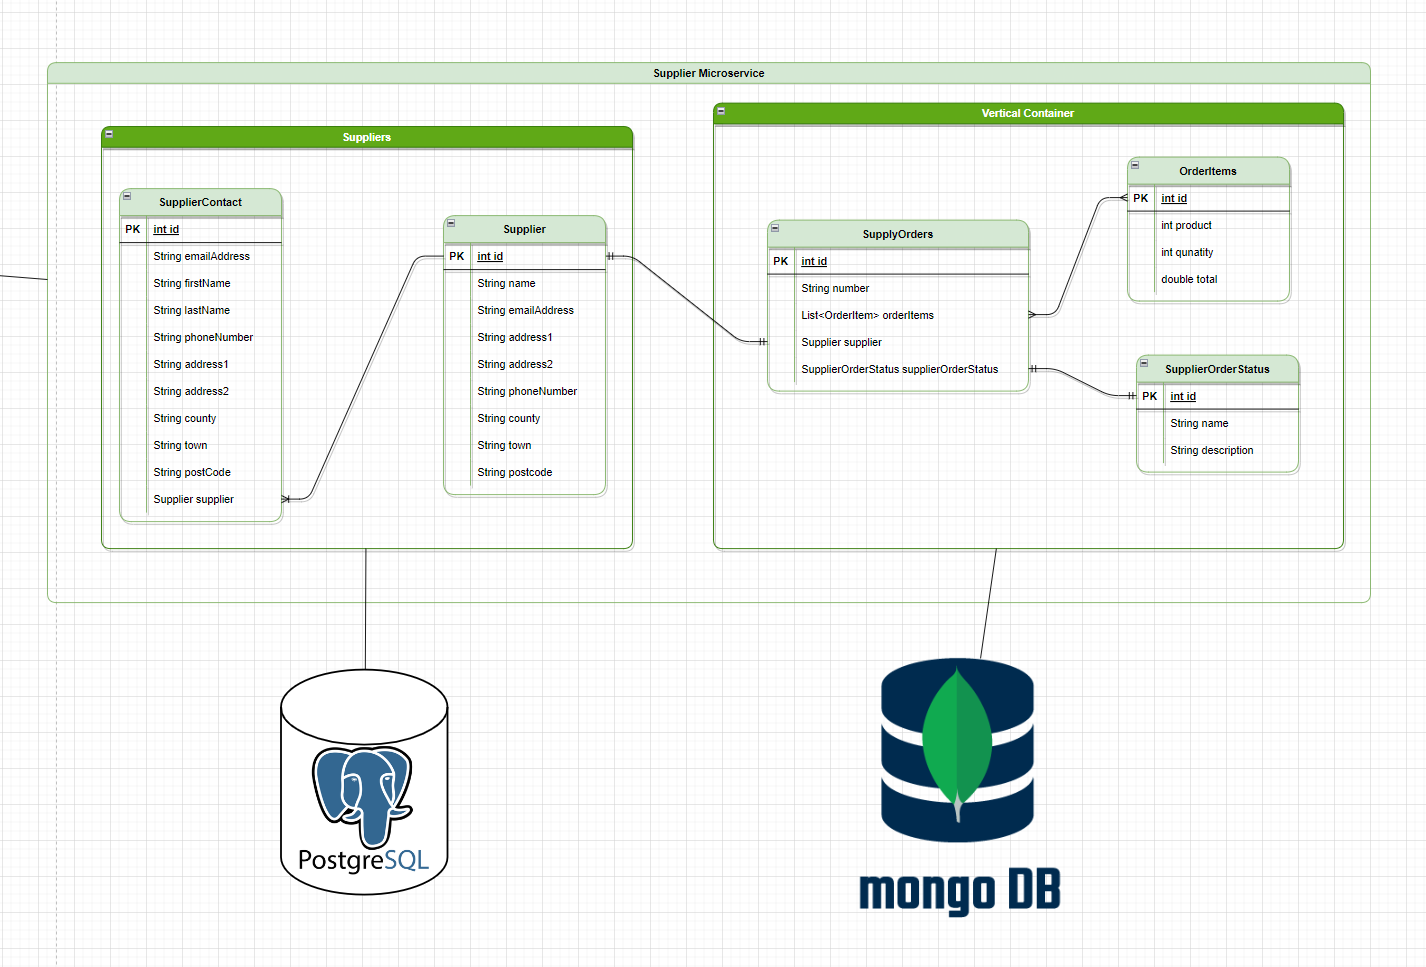 Supplier Microservice
Suppliers
SupplierContact
PK int id
String emailAddress
String firstName
String lastName
String phoneNumber
String address1
String address2
String county
String town
String postCode
Supplier supplier
Supplier
PK int id
String name
String emailAddress
String address1
String address2
String phoneNumber
String county
String town
String postcode
Vertical Container
SupplyOrders
PK int id
String number
List<OrderItem> orderItems
Supplier supplier
SupplierOrderStatus supplierOrderStatus
OrderItems
PK int id
int product
int qunatity
double total
SupplierOrderStatus
PK int id
String name
String description
PostgreSQL
mongo DB